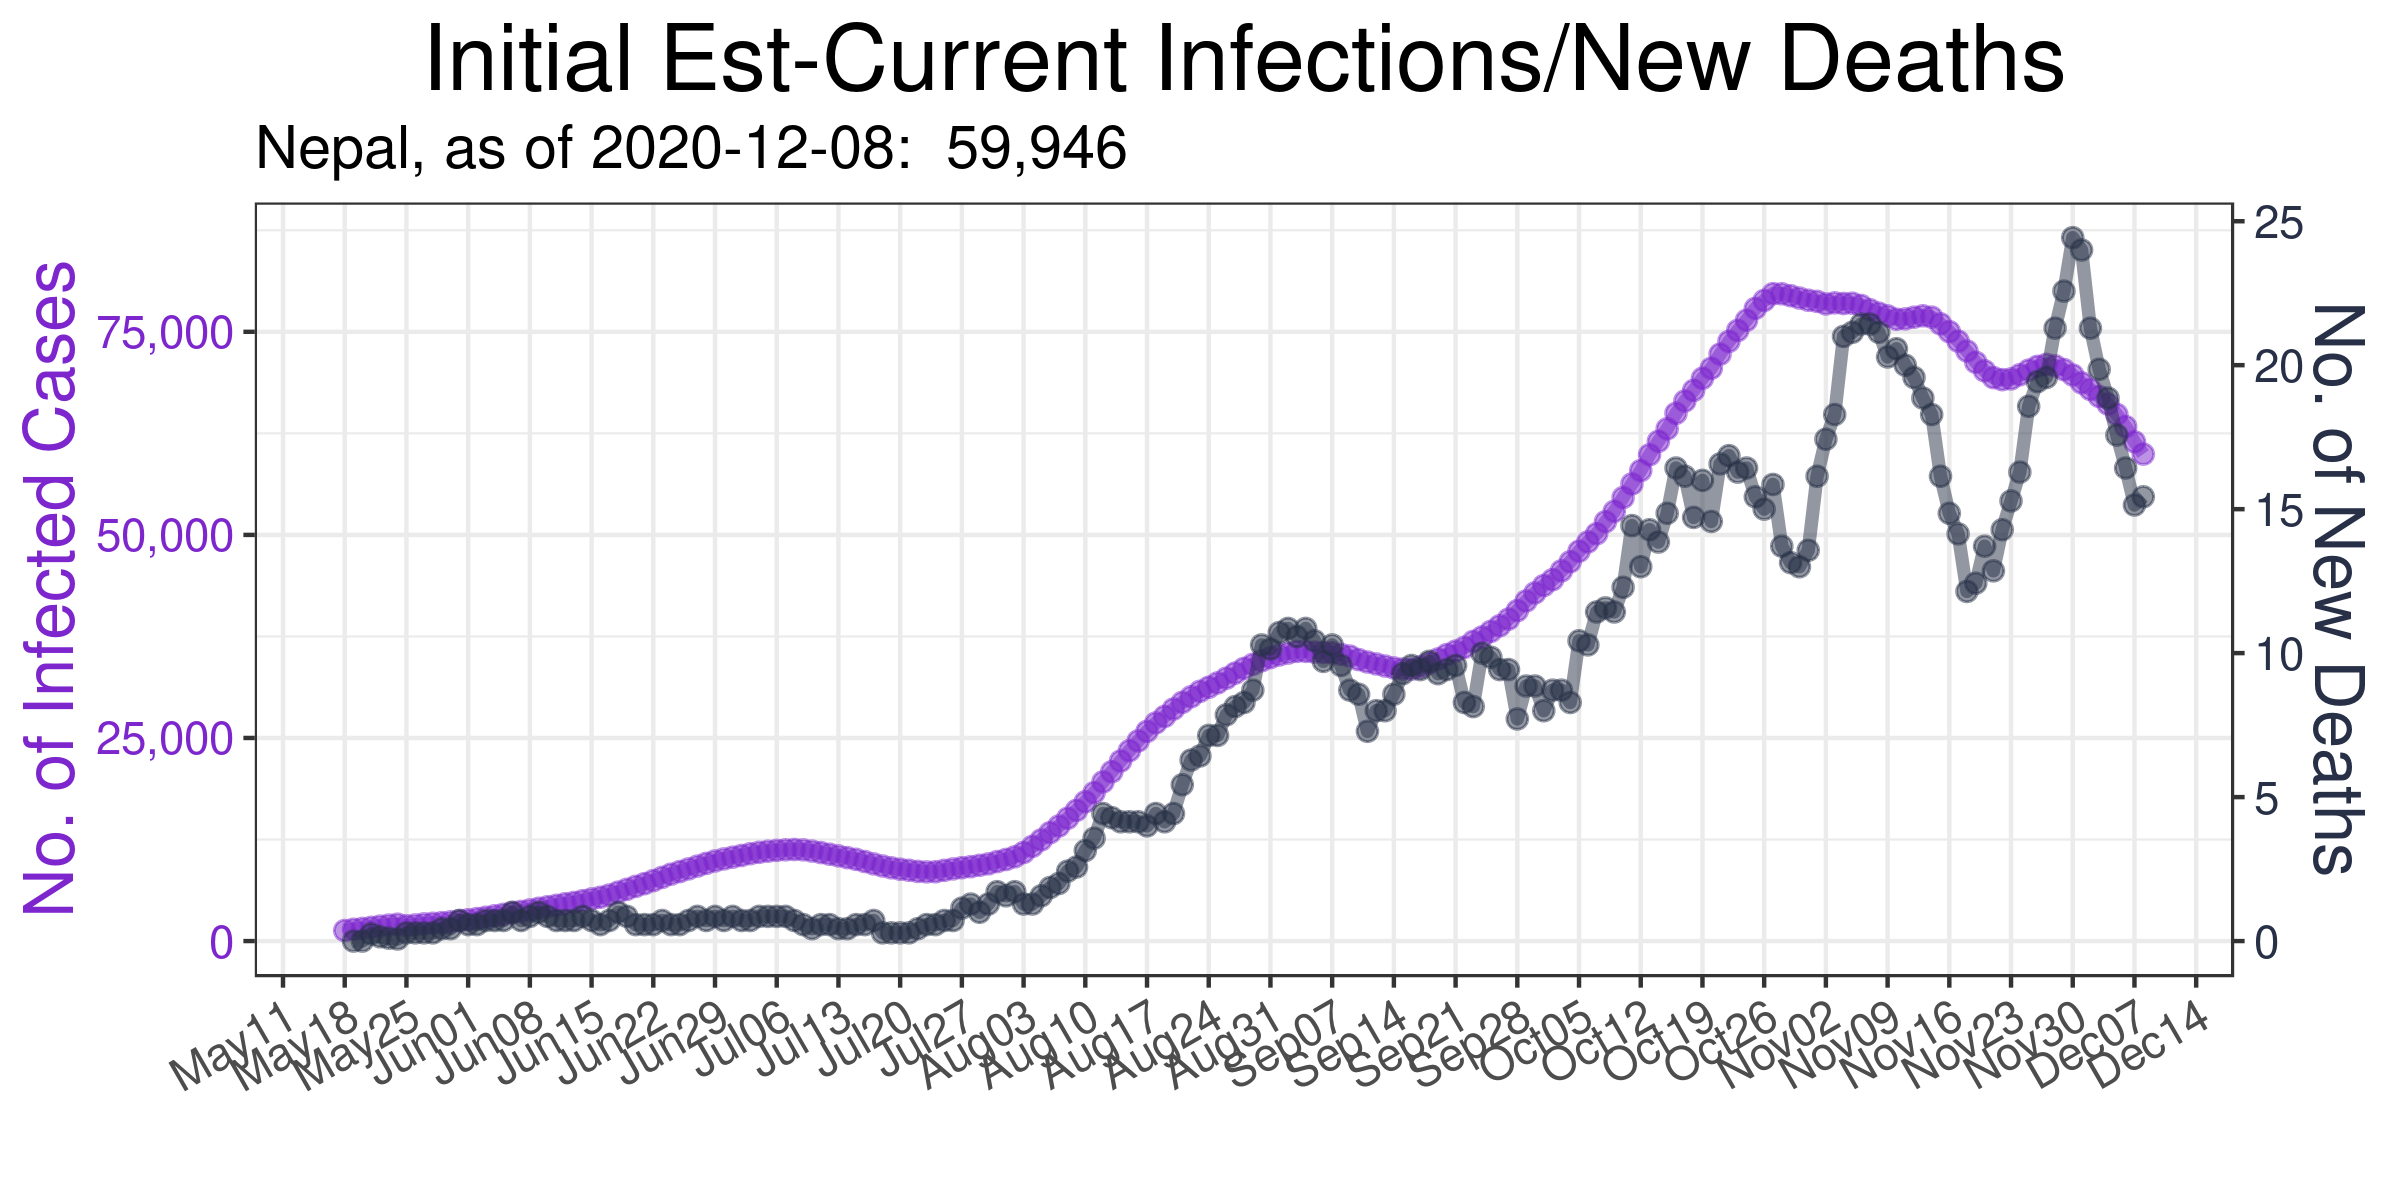 Initial Est-Current Infections/New Deaths
Nepal, as of 2020-12-08:  59,946
No. of Infected Cases
75,000
50,000
25,000
0
25
20
15
10
5
0
No. of New Deaths
May11
May18
May25
Jun01
Jun08
Jun15
Jun22
Jun29
Jul06
Jul13
Jul20
Jul27
Aug03
Aug10
Aug17
Aug24
Aug31
Sep07
Sep14
Sep21
Sep28
Oct05
Oct12
Oct19
Oct26
Nov02
Nov09
Nov16
Nov23
Nov30
Dec07
Dec14